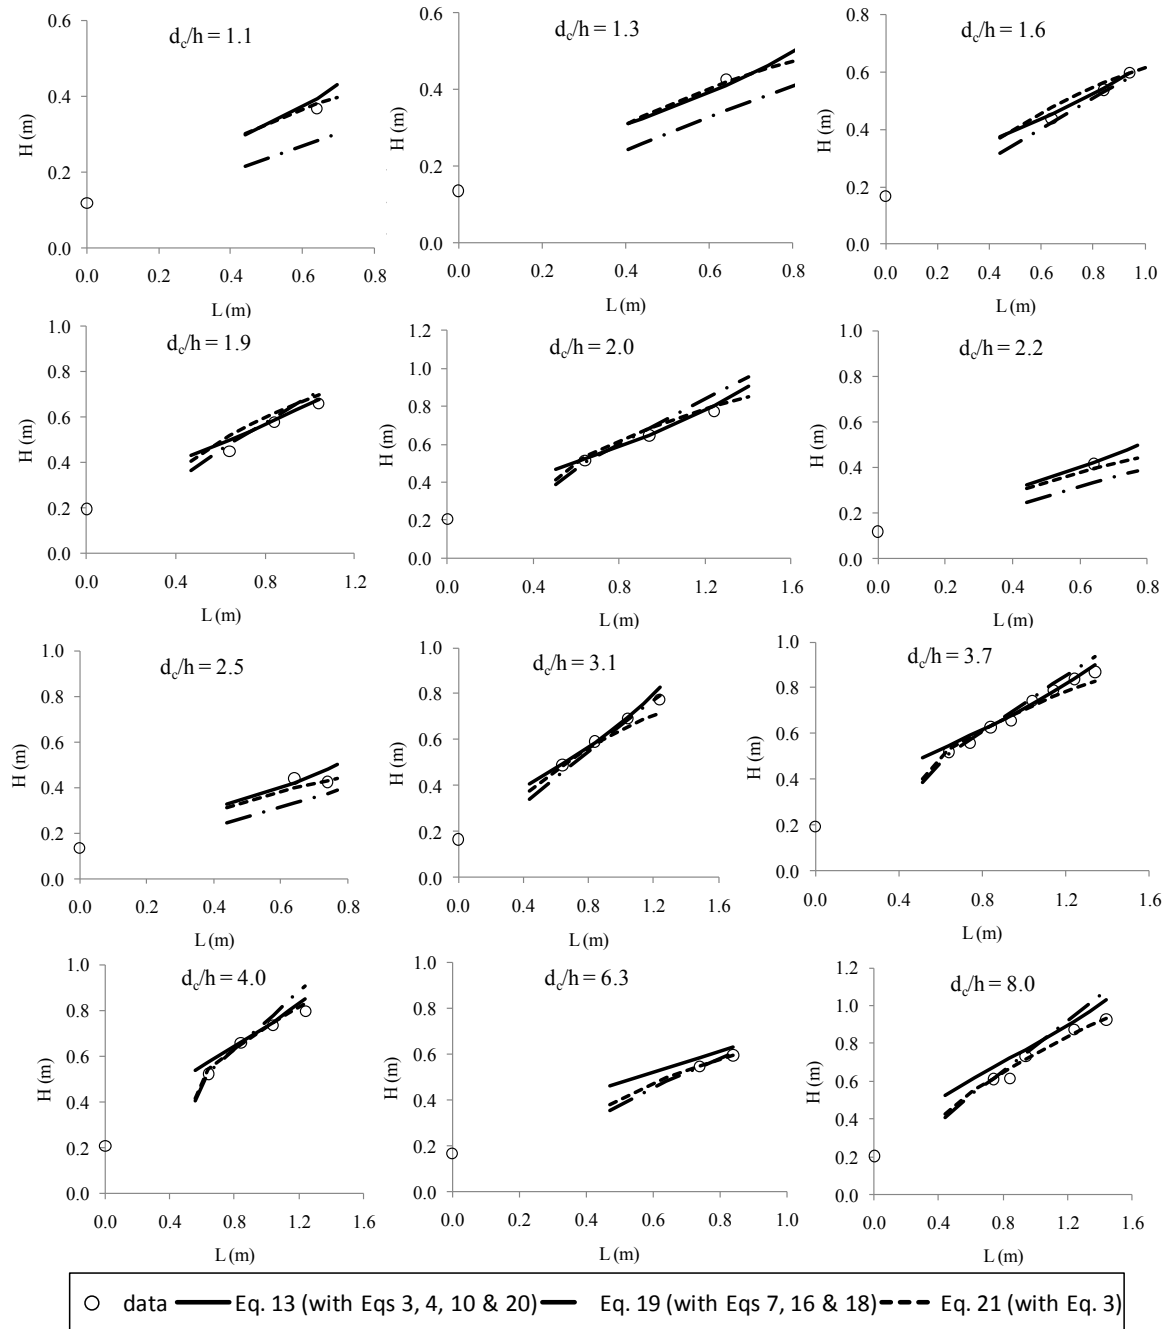 d_c/h = 1.1
0.6
0.4
0.2
0.0
H (m)
0.0 0.2 0.4 0.6 0.8
L (m)
d_c/h = 1.3
0.6
0.4
0.2
0.0
H (m)
0.0 0.2 0.4 0.6 0.8
L (m)
d_c/h = 1.6
0.8
0.6
0.4
0.2
0.0
H (m)
0.0 0.2 0.4 0.6 0.8 1.0
L (m)
d_c/h = 1.9
1.0
0.8
0.6
0.4
0.2
0.0
H (m)
0.0 0.4 0.8 1.2
L (m)
d_c/h = 2.0
1.2
1.0
0.8
0.6
0.4
0.2
0.0
H (m)
0.0 0.4 0.8 1.2 1.6
L (m)
d_c/h = 2.2
1.0
0.8
0.6
0.4
0.2
0.0
H (m)
0.0 0.2 0.4 0.6 0.8
L (m)
d_c/h = 2.5
1.0
0.8
0.6
0.4
0.2
0.0
H (m)
0.0 0.2 0.4 0.6 0.8
L (m)
d_c/h = 3.1
1.0
0.8
0.6
0.4
0.2
0.0
H (m)
0.0 0.4 0.8 1.2 1.6
L (m)
d_c/h = 3.7
1.0
0.8
0.6
0.4
0.2
0.0
H (m)
0.0 0.4 0.8 1.2 1.6
L (m)
d_c/h = 4.0
1.0
0.8
0.6
0.4
0.2
0.0
H (m)
0.0 0.4 0.8 1.2 1.6
L (m)
d_c/h = 6.3
1.0
0.8
0.6
0.4
0.2
0.0
H (m)
0.0 0.2 0.4 0.6 0.8 1.0
L (m)
d_c/h = 8.0
1.2
1.0
0.8
0.6
0.4
0.2
0.0
H (m)
0.0 0.4 0.8 1.2 1.6
L (m)
data Eq. 13 (with Eqs 3, 4, 10 & 20) Eq. 19 (with Eqs 7, 16 & 18) Eq. 21 (with Eq. 3)